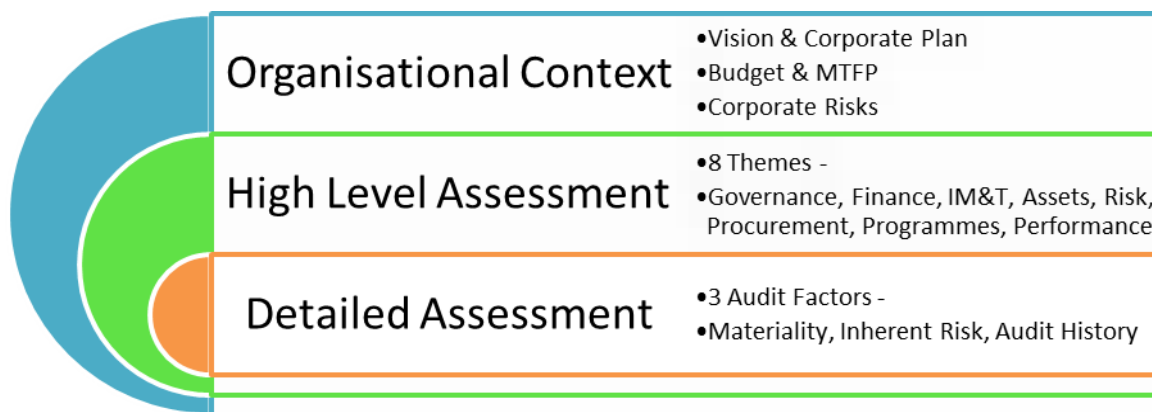 Organisational Context
•Vision & Corporate Plan
•Budget & MTFP
•Corporate Risks
High Level Assessment
•8 Themes -
•Governance, Finance, IM&T, Assets, Risk,
Procurement, Programmes, Performance
Detailed Assessment
•3 Audit Factors -
•Materiality, Inherent Risk, Audit History